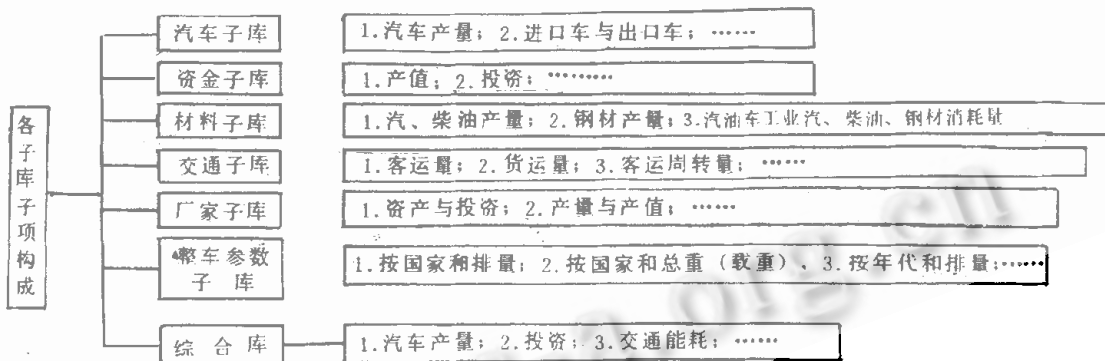 各子库子项构成
汽车子库
1.汽车产量；2.进口车与出口车；……
资金子库
1.产值；2.投资；………
材料子库
1.汽、柴油产量；2.钢材产量；3.汽油车工业汽、柴油、钢材消耗量
交通子库
1.客运量；2.货运量；3.客运周转量；……
厂家子库
1.资产与投资；2.产量与产值；……
整车参数
子库
1.按国家和排量；2.按国家和总重（载重）、3.按年代和排量；……
综合库
1.汽车产量；2.投资；3.交通能耗；……